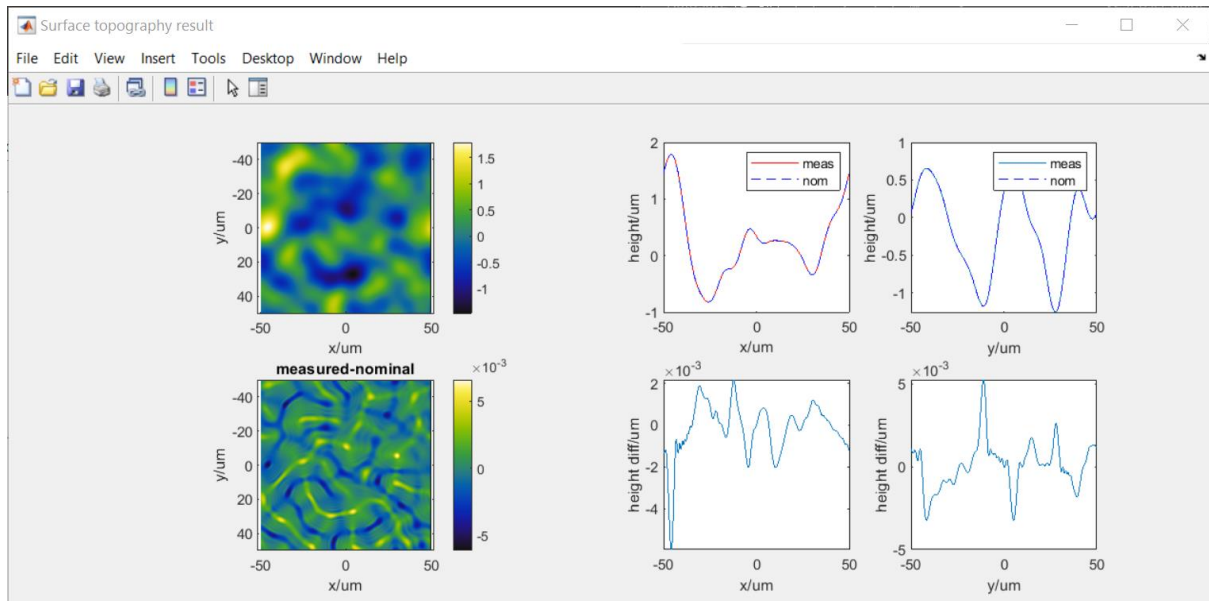 Surface topography result
File Edit View Insert Tools Desktop Window Help
-40
-20
0
20
40
y/um
-50 0 50
x/um
1.5
1
0.5
0
-0.5
-1
2
1
0
-1
height/um
-50 0 50
x/um
meas
nom
1
0.5
0
-0.5
-1
height/um
-50 0 50
y/um
meas
nom
measured-nominal
-40
-20
0
20
40
y/um
-50 0 50
x/um
×10⁻³
5
0
-5
×10⁻³
2
0
-2
-4
height diff/um
-50 0 50
x/um
×10⁻³
5
0
-5
height diff/um
-50 0 50
y/um